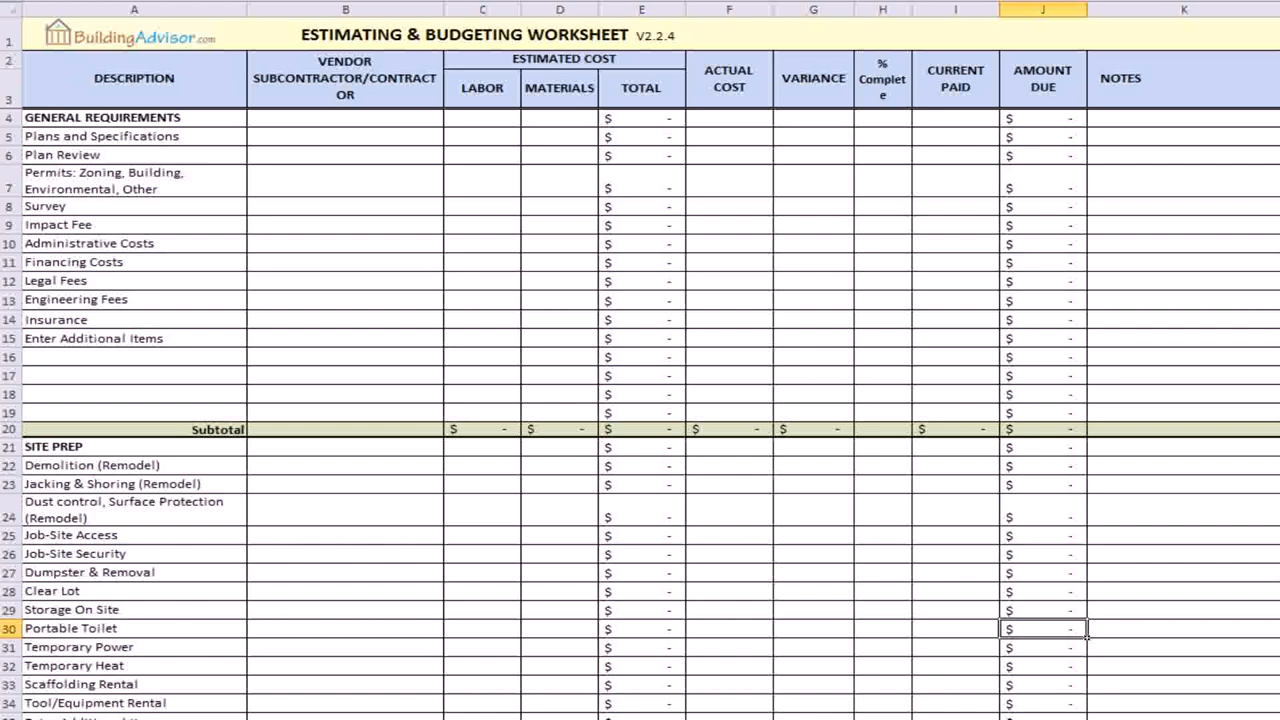 A B C D E F G H I J K
1 BuildingAdvisor.com ESTIMATING & BUDGETING WORKSHEET V2.2.4
2 VENDOR ESTIMATED COST %
DESCRIPTION SUBCONTRACTOR/CONTRACT ACTUAL VARIANCE Complet CURRENT AMOUNT NOTES
3 OR LABOR MATERIALS TOTAL COST e PAID DUE
4 GENERAL REQUIREMENTS $ - $ -
5 Plans and Specifications $ - $ -
6 Plan Review $ - $ -
Permits: Zoning, Building,
7 Environmental, Other $ - $ -
8 Survey $ - $ -
9 Impact Fee $ - $ -
10 Administrative Costs $ - $ -
11 Financing Costs $ - $ -
12 Legal Fees $ - $ -
13 Engineering Fees $ - $ -
14 Insurance $ - $ -
15 Enter Additional Items $ - $ -
16 $ - $ -
17 $ - $ -
18 $ - $ -
19 $ - $ -
20 Subtotal $ - $ - $ - $ - $ - $ - $ -
21 SITE PREP $ - $ -
22 Demolition (Remodel) $ - $ -
23 Jacking & Shoring (Remodel) $ - $ -
Dust control, Surface Protection
24 (Remodel) $ - $ -
25 Job-Site Access $ - $ -
26 Job-Site Security $ - $ -
27 Dumpster & Removal $ - $ -
28 Clear Lot $ - $ -
29 Storage On Site $ - $ -
30 Portable Toilet $ - $ -
31 Temporary Power $ - $ -
32 Temporary Heat $ - $ -
33 Scaffolding Rental $ - $ -
34 Tool/Equipment Rental $ - $ -